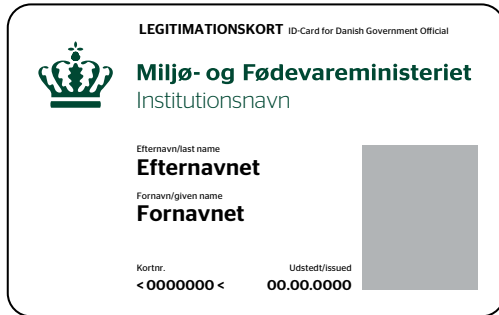 LEGITIMATIONSKORT ID-Card for Danish Government Official
Miljø- og Fødevareministeriet
Institutionsnavn
Efternavn/last name
Efternavnet
Fornavn/given name
Fornavnet
Kortnr. Udstedt/issued
<0000000< 00.00.0000